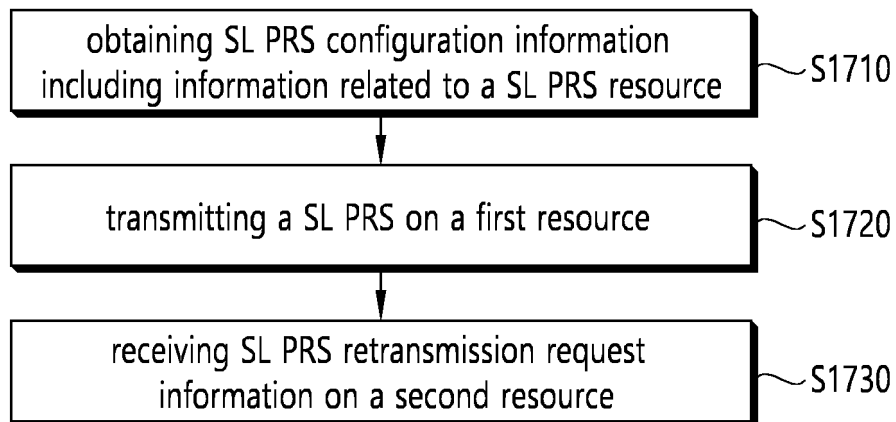 obtaining SL PRS configuration information
including information related to a SL PRS resource
S1710
transmitting a SL PRS on a first resource
S1720
receiving SL PRS retransmission request
information on a second resource
S1730